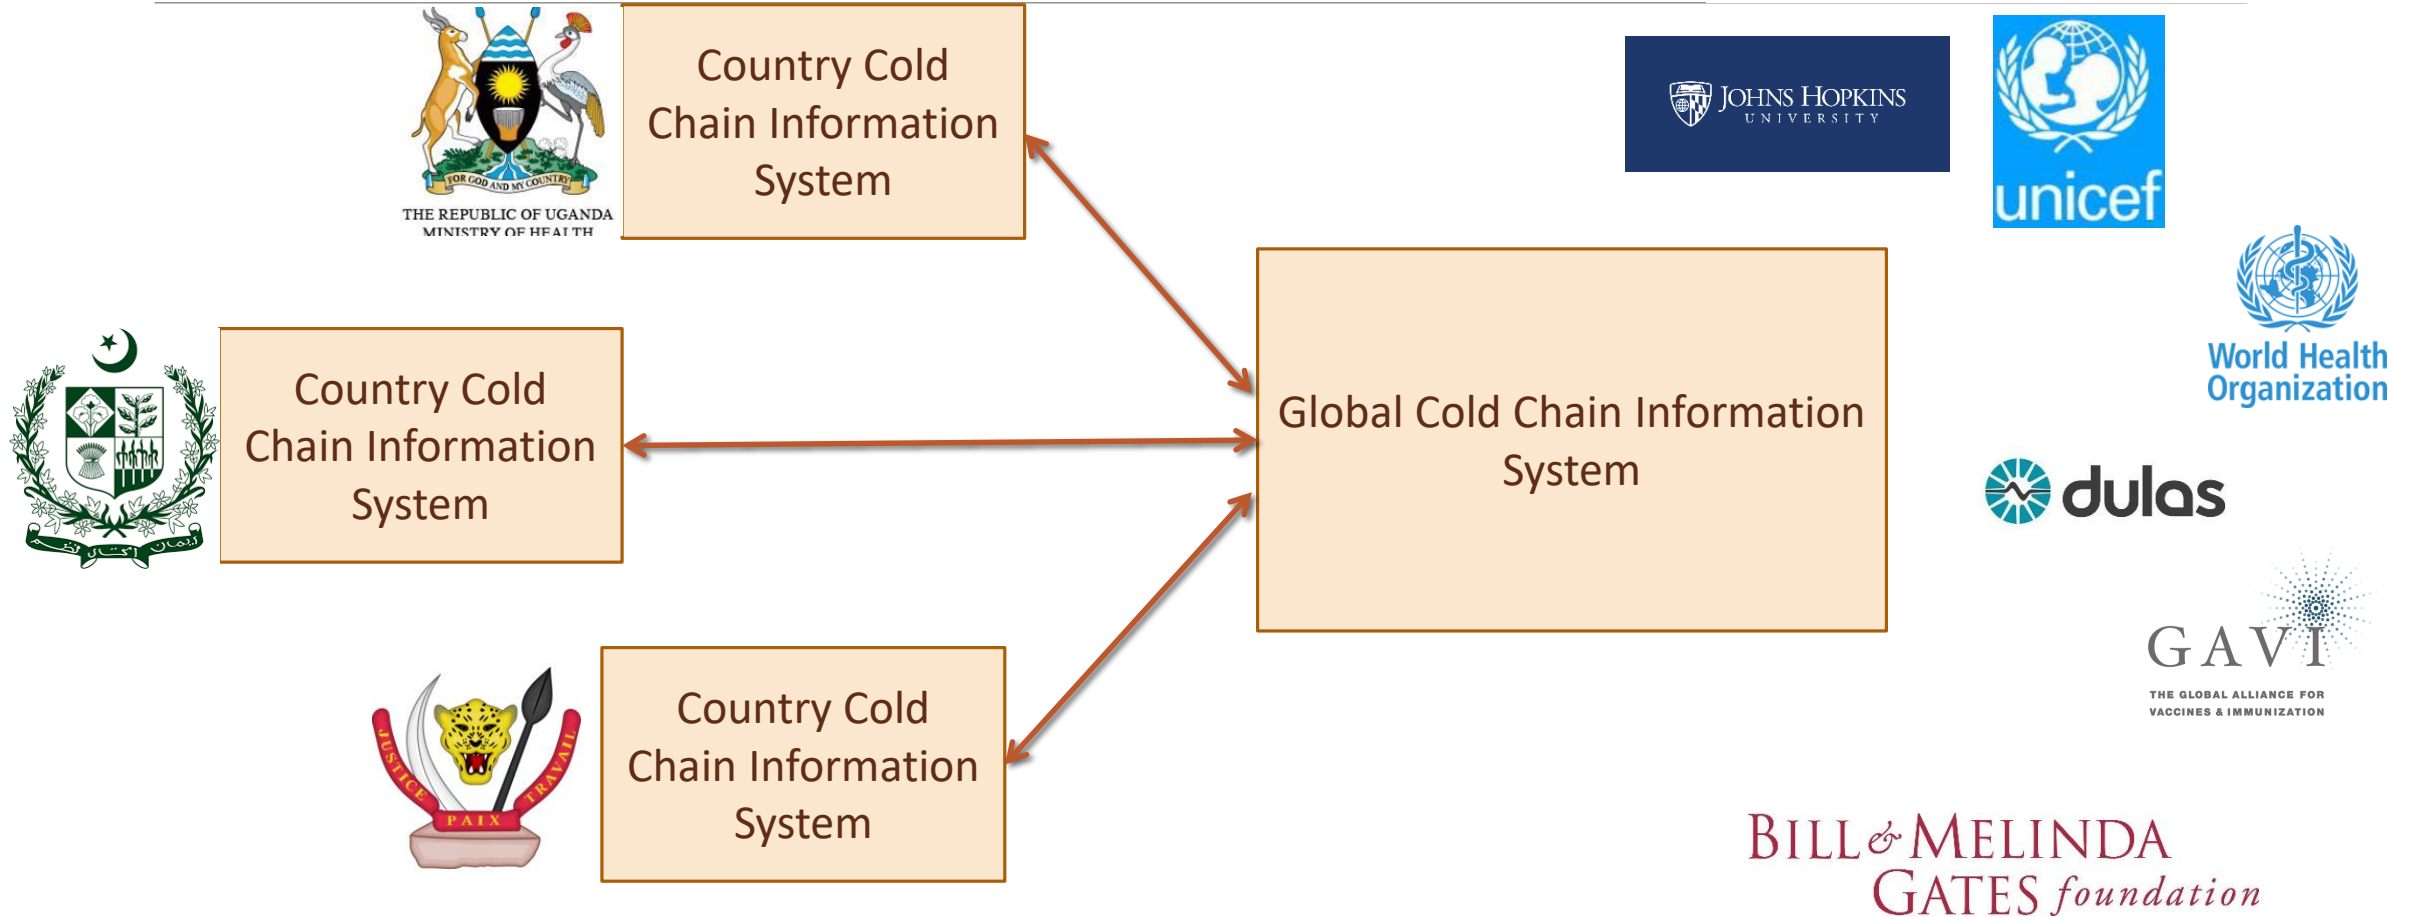 FOR GOD AND MY COUNTRY
THE REPUBLIC OF UGANDA
MINISTRY OF HEALTH
Country Cold
Chain Information
System
JOHNS HOPKINS
UNIVERSITY
unicef
World Health
Organization
Country Cold
Chain Information
System
Global Cold Chain Information
System
dulas
GAVI
THE GLOBAL ALLIANCE FOR
VACCINES & IMMUNIZATION
JUSTICE
PAIX
TRAVAIL
Country Cold
Chain Information
System
BILL & MELINDA
GATES foundation